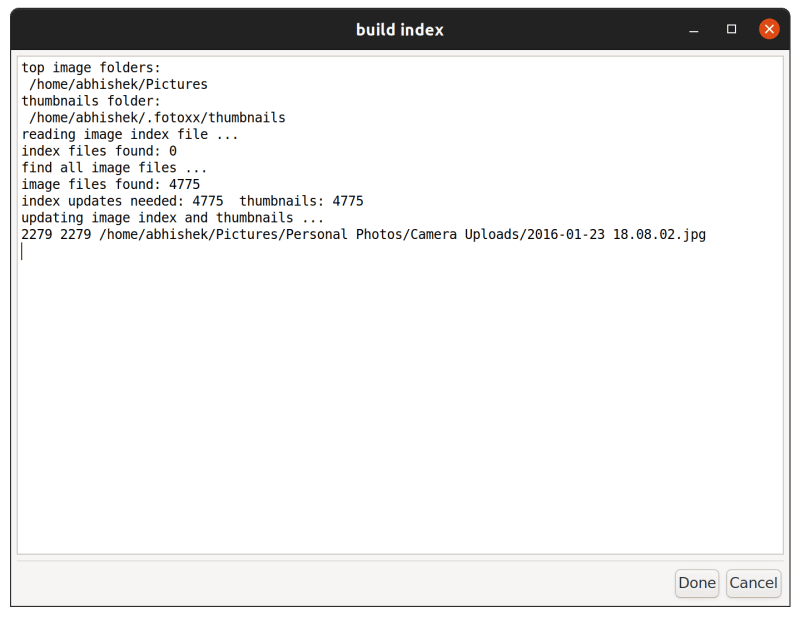 build index
top image folders:
/home/abhishek/Pictures
thumbnails folder:
/home/abhishek/.fotoxx/thumbnails
reading image index file ...
index files found: 0
find all image files ...
image files found: 4775
index updates needed: 4775  thumbnails: 4775
updating image index and thumbnails ...
2279 2279 /home/abhishek/Pictures/Personal Photos/Camera Uploads/2016-01-23 18.08.02.jpg
Done Cancel